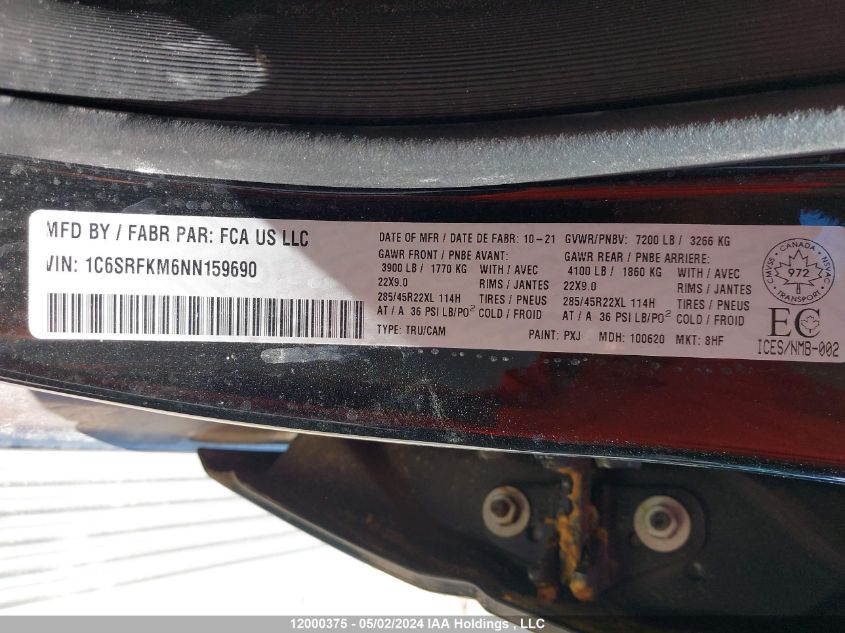 MFD BY / FABR PAR: FCA US LLC
VIN: 1C6SRFKM6NN159690
DATE OF MFR / DATE DE FABR: 10-21
GAWR FRONT / PNBE AVANT:
3900 LB / 1770 KG WITH / AVEC
22X9.0 RIMS / JANTES
285/45R22XL 114H TIRES / PNEUS
AT / A 36 PSI LB/PO² COLD / FROID
TYPE: TRU/CAM
GVWR/PNBV: 7200 LB / 3266 KG
GAWR REAR / PNBE ARRIERE:
4100 LB / 1860 KG WITH / AVEC
22X9.0 RIMS / JANTES
285/45R22XL 114H TIRES / PNEUS
AT / A 36 PSI LB/PO² COLD / FROID
PAINT: PXJ MDH: 100620 MKT: 8HF
CANADA
CMVSS NSVAC
972
TRANSPORT
EC
ICES/NMB-002
12000375 - 05/02/2024 IAA Holdings , LLC